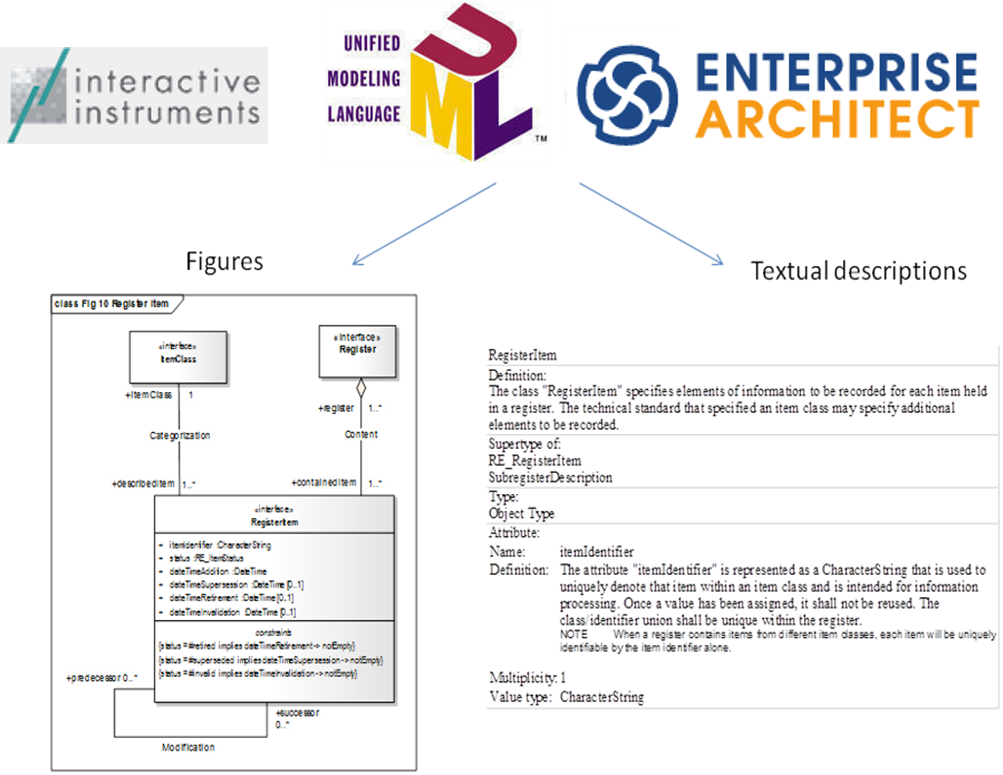 interactive
instruments
UNIFIED
MODELING
LANGUAGE
UML
TM
ENTERPRISE
ARCHITECT
Figures
Textual descriptions
class Fig 10 Register Item
«interface»
ItemClass
«interface»
Register
+itemClass 1
+register 1..*
Categorization
Content
+describedItem 1..*
+containedItem 1..*
«interface»
RegisterItem
+ itemIdentifier :CharacterString
+ status :RE_ItemStatus
+ dateTimeAddition :DateTime
+ dateTimeSupersession :DateTime [0..1]
+ dateTimeRetirement :DateTime [0..1]
+ dateTimeInvalidation :DateTime [0..1]
constraints
{status =#retired implies dateTimeRetirement-> notEmpty}
{status =#superseded implies dateTimeSupersession-> notEmpty}
{status =#invalid implies dateTimeInvalidation-> notEmpty}
+predecessor 0..*
+successor
0..*
Modification
RegisterItem
Definition:
The class "RegisterItem" specifies elements of information to be recorded for each item held
in a register. The technical standard that specified an item class may specify additional
elements to be recorded.
Supertype of:
RE_RegisterItem
SubregisterDescription
Type:
Object Type
Attribute:
Name: itemIdentifier
Definition: The attribute "itemIdentifier" is represented as a CharacterString that is used to
uniquely denote that item within an item class and is intended for information
processing. Once a value has been assigned, it shall not be reused. The
class/identifier union shall be unique within the register.
NOTE When a register contains items from different item classes, each item will be uniquely
identifiable by the item identifier alone.
Multiplicity: 1
Value type: CharacterString